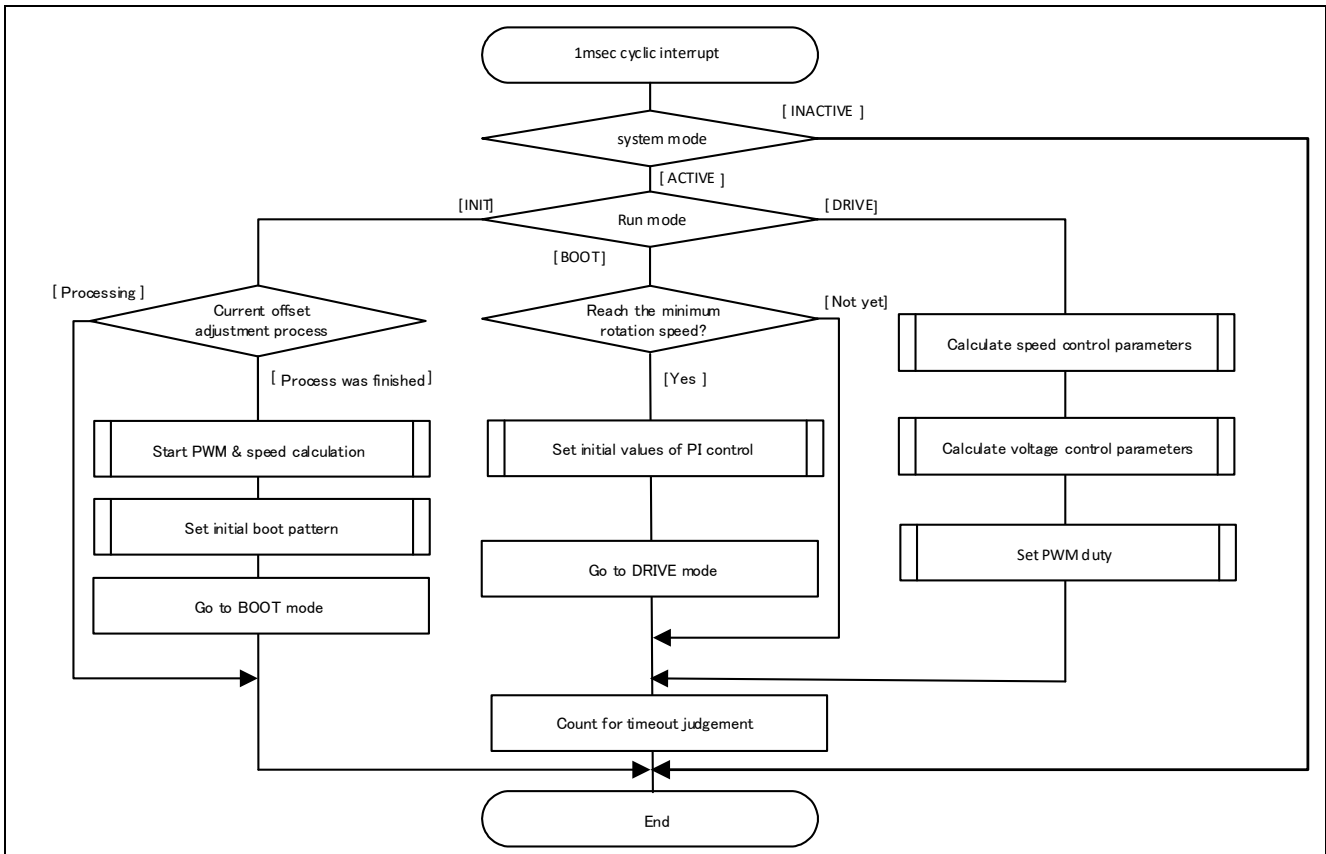 1msec cyclic interrupt
[ INACTIVE ]
system mode
[ ACTIVE ]
[INIT]
Run mode
[DRIVE]
[BOOT]
[ Processing ]
Current offset
adjustment process
Reach the minimum
rotation speed?
[Not yet]
Calculate speed control parameters
[ Process was finished]
[Yes ]
Start PWM & speed calculation
Set initial values of PI control
Calculate voltage control parameters
Set initial boot pattern
Set PWM duty
Go to DRIVE mode
Go to BOOT mode
Count for timeout judgement
End